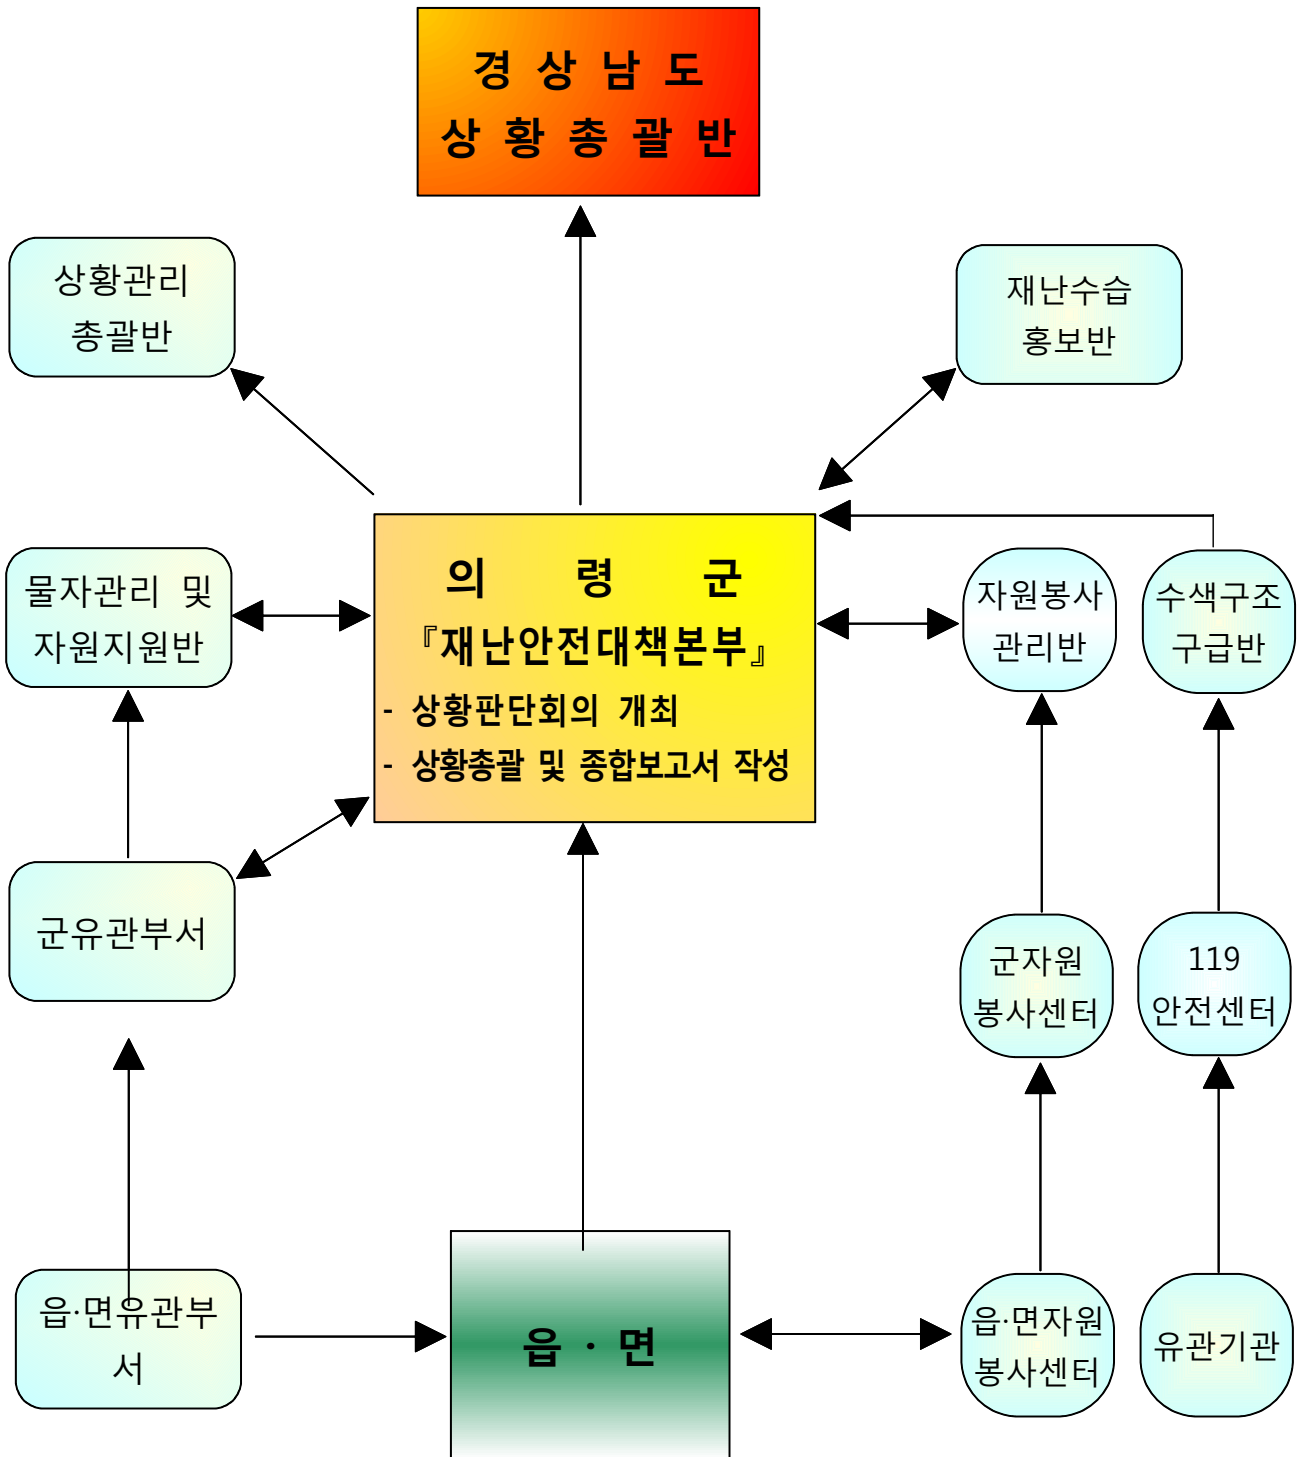 경 상 남 도
상 황 총 괄 반
상황관리
총괄반
재난수습
홍보반
의 령 군
『재난안전대책본부』
- 상황판단회의 개최
- 상황총괄 및 종합보고서 작성
물자관리 및
자원지원반
자원봉사
관리반
수색구조
구급반
군유관부서
군자원
봉사센터
119
안전센터
읍·면유관부
서
읍 · 면
읍·면자원
봉사센터
유관기관